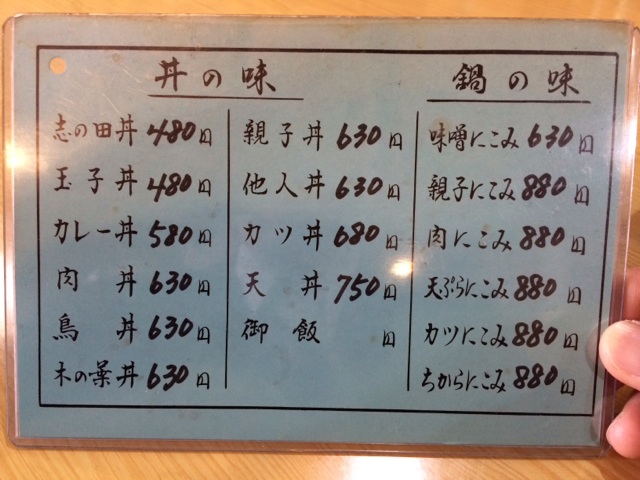 丼の味
志の田丼 480円
玉子丼 480円
カレー丼 580円
肉丼 630円
鳥丼 630円
木の葉丼 630円
親子丼 630円
他人丼 630円
カツ丼 680円
天丼 750円
御飯 円
鍋の味
味噌にこみ 630円
親子にこみ 880円
肉にこみ 880円
天ぷらにこみ 880円
カツにこみ 880円
ちからにこみ 880円